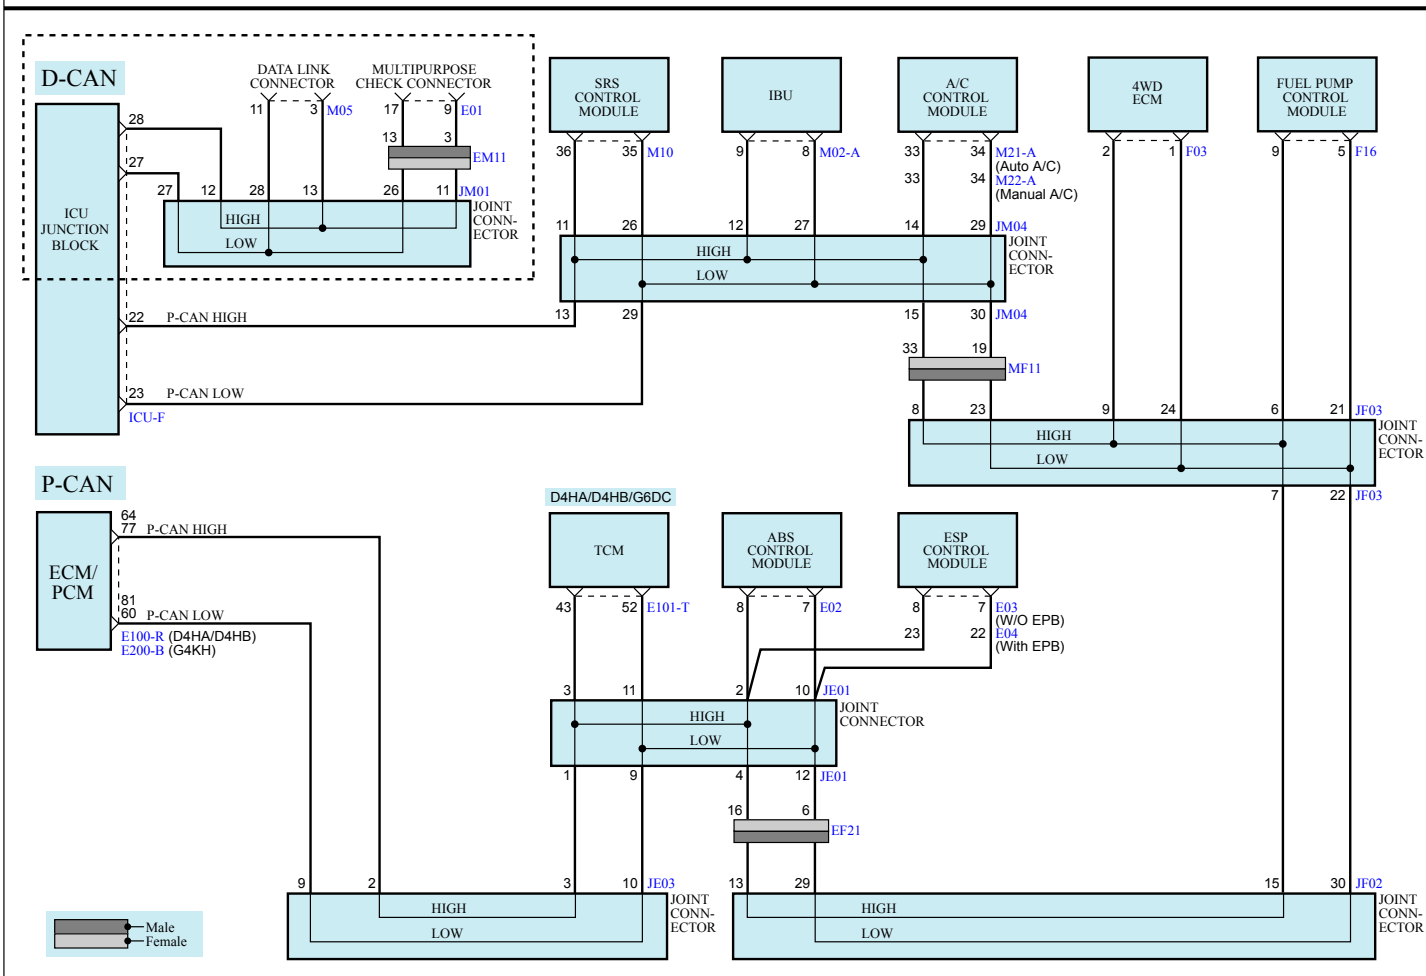 D-CAN
DATA LINK
CONNECTOR
MULTIPURPOSE
CHECK CONNECTOR
11
3
M05
17
9
E01
13
3
EM11
28
27
27
12
28
13
26
11
JM01
JOINT
CONN-
ECTOR
HIGH
LOW
ICU
JUNCTION
BLOCK
22
P-CAN HIGH
23
P-CAN LOW
ICU-F
SRS
CONTROL
MODULE
36
35
M10
IBU
9
8
M02-A
A/C
CONTROL
MODULE
33
34
M21-A
(Auto A/C)
33
34
M22-A
(Manual A/C)
4WD
ECM
2
1
F03
FUEL PUMP
CONTROL
MODULE
9
5
F16
11
26
12
27
14
29
JM04
JOINT
CONN-
ECTOR
HIGH
LOW
13
29
15
30
JM04
33
19
MF11
8
23
9
24
6
21
JF03
JOINT
CONN-
ECTOR
HIGH
LOW
7
22
JF03
P-CAN
ECM/
PCM
64
77
P-CAN HIGH
81
60
P-CAN LOW
E100-R (D4HA/D4HB)
E200-B (G4KH)
D4HA/D4HB/G6DC
TCM
43
52
E101-T
ABS
CONTROL
MODULE
8
7
E02
ESP
CONTROL
MODULE
8
7
E03
(W/O EPB)
23
22
E04
(With EPB)
3
11
2
10
JE01
JOINT
CONNECTOR
HIGH
LOW
1
9
4
12
JE01
16
6
EF21
9
2
3
10
JE03
JOINT
CONN-
ECTOR
HIGH
LOW
13
29
15
30
JF02
JOINT
CONN-
ECTOR
HIGH
LOW
Male
Female